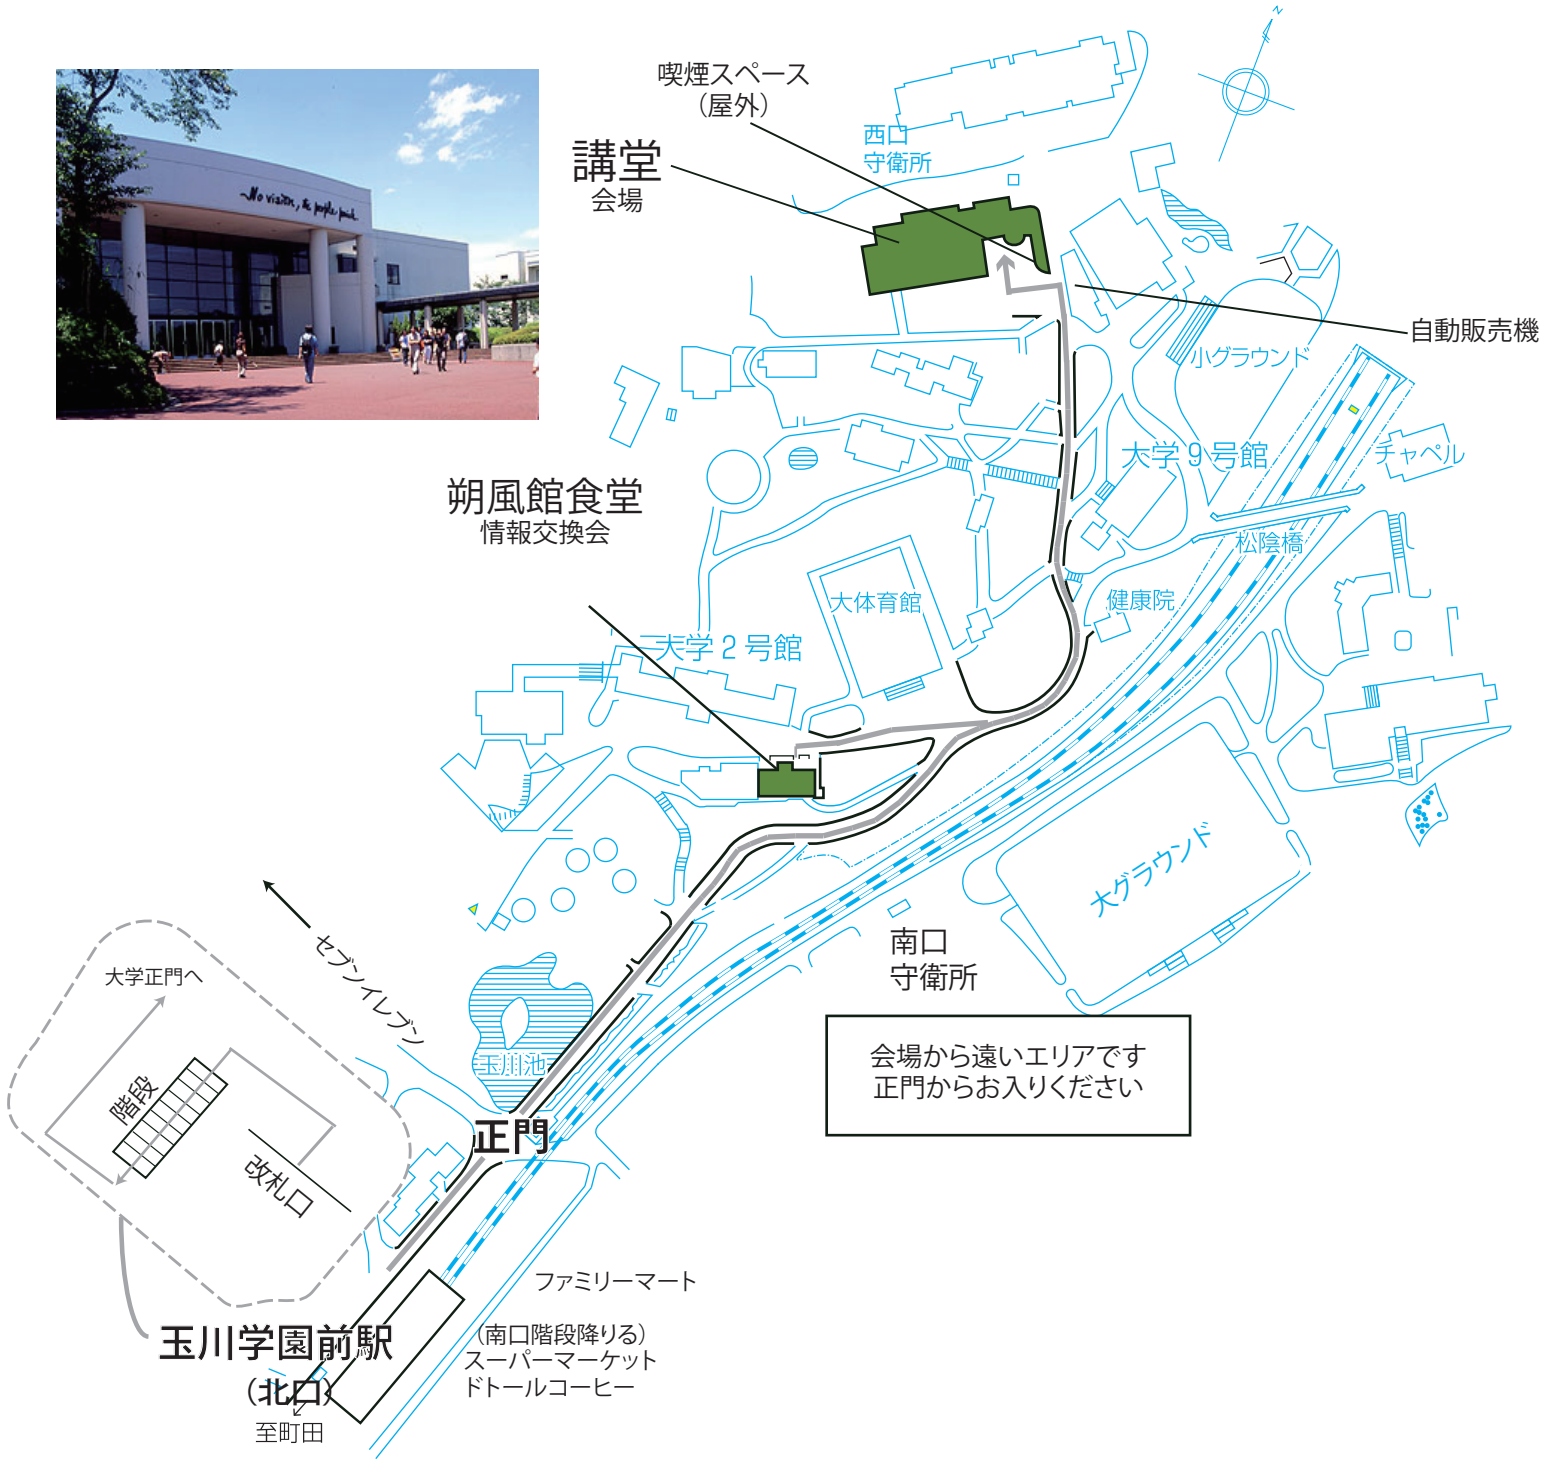 N
喫煙スペース
（屋外）
西口
守衛所
講堂
会場
自動販売機
小グラウンド
大学9号館
チャペル
朔風館食堂
情報交換会
松陰橋
大体育館
健康院
大学2号館
大グラウンド
南口
守衛所
セブンイレブン
大学正門へ
会場から遠いエリアです
正門からお入りください
玉川池
階段
正門
改札口
ファミリーマート
玉川学園前駅
（北口）
（南口階段降りる）
スーパーマーケット
ドトールコーヒー
至町田